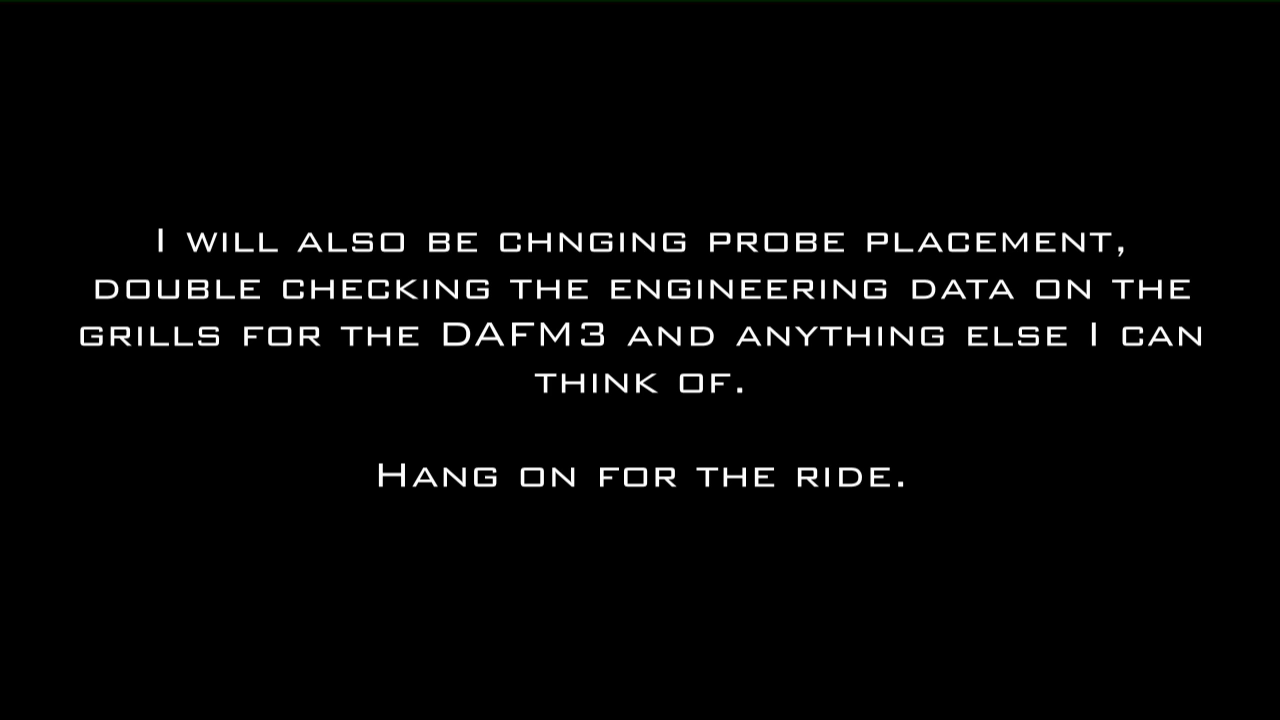 I WILL ALSO BE CHNGING PROBE PLACEMENT,
DOUBLE CHECKING THE ENGINEERING DATA ON THE
GRILLS FOR THE DAFM3 AND ANYTHING ELSE I CAN
THINK OF.
HANG ON FOR THE RIDE.